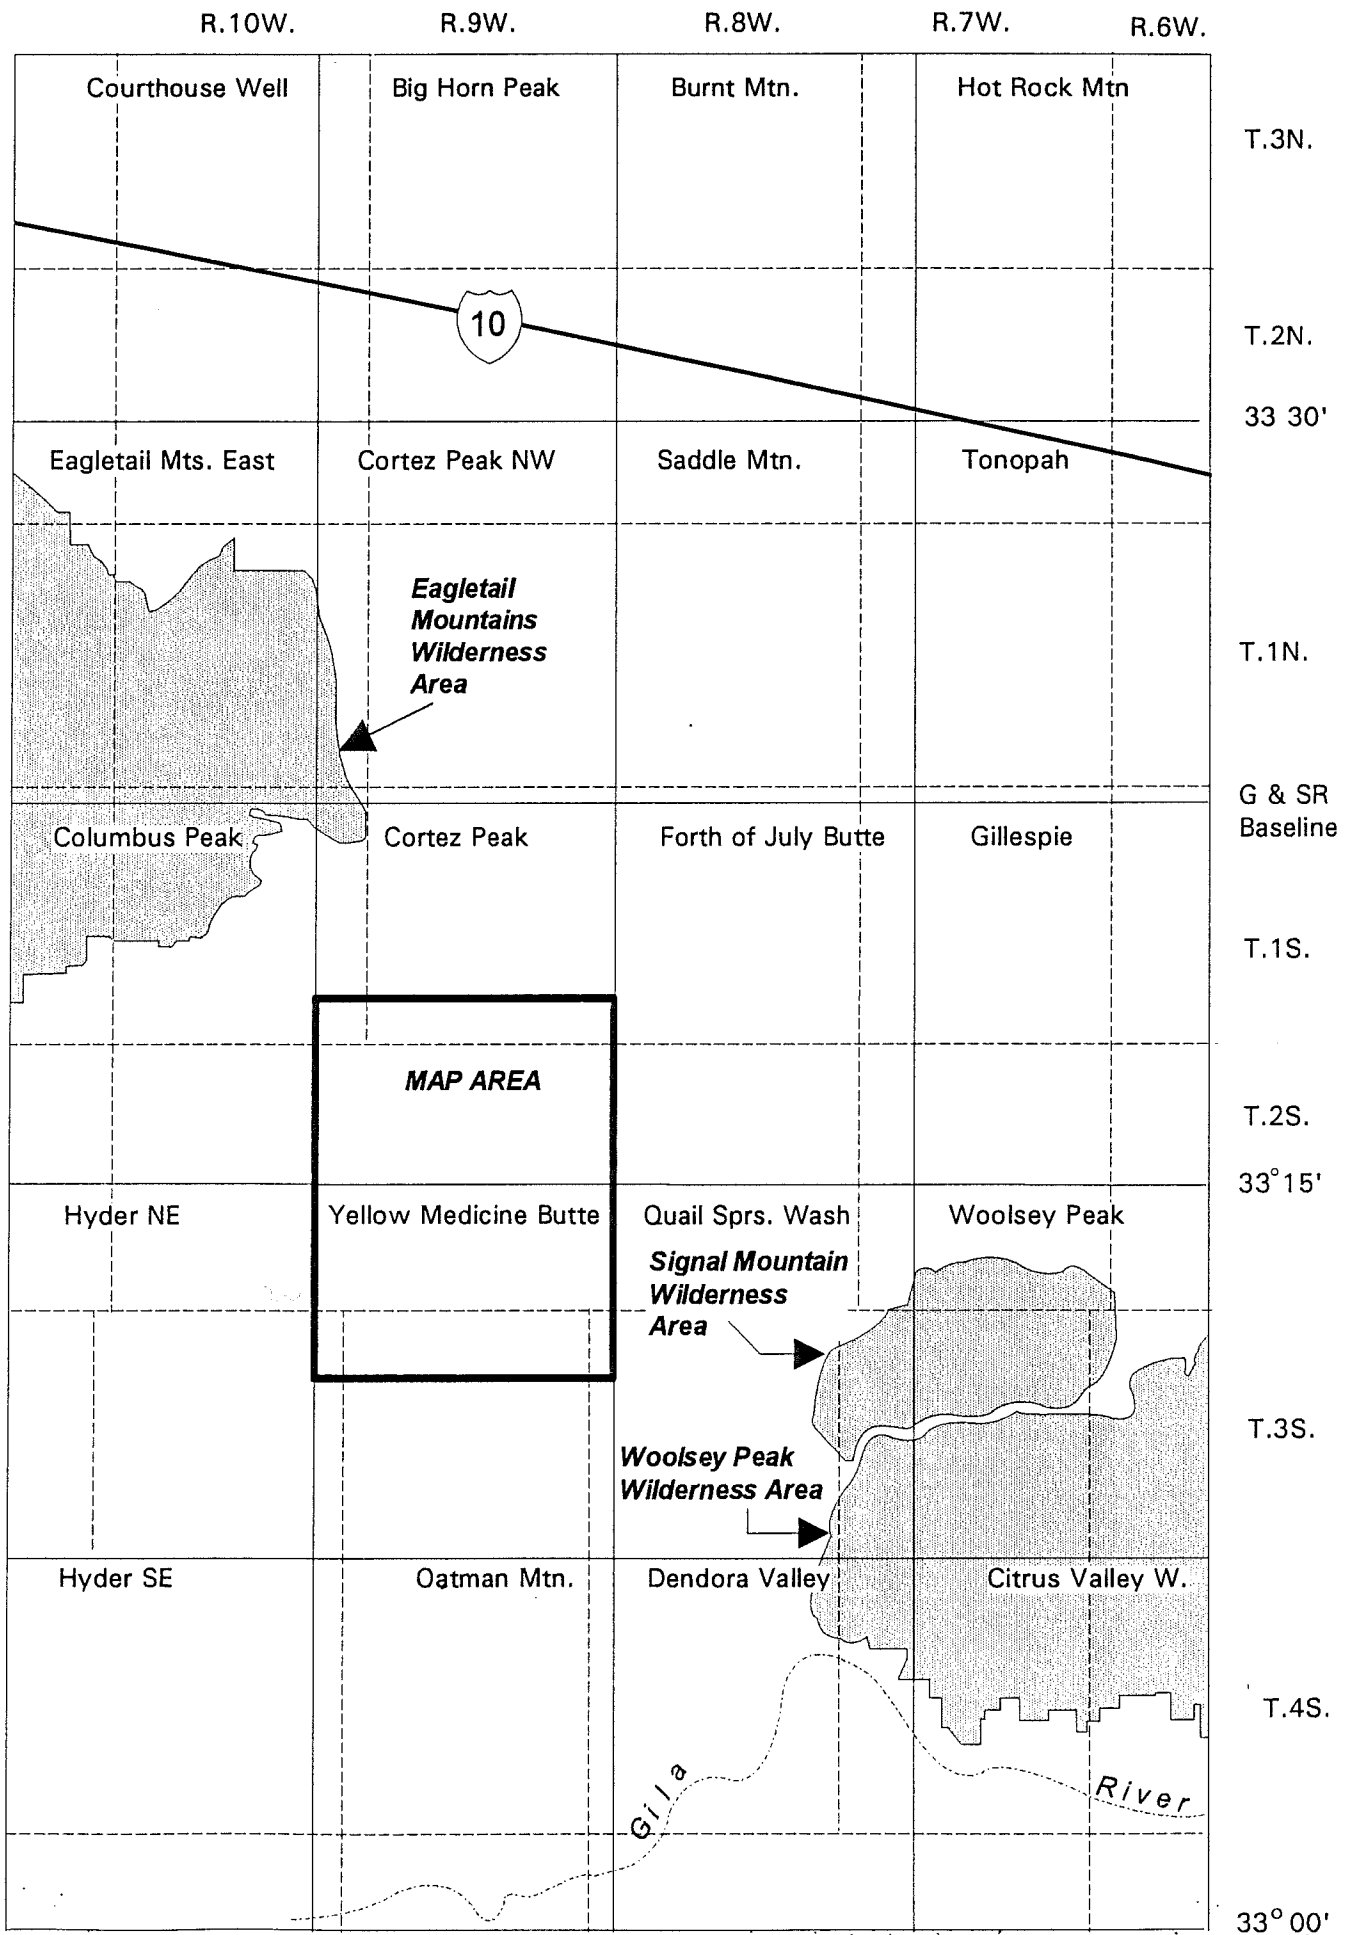 R.10W. R.9W. R.8W. R.7W. R.6W.
Courthouse Well Big Horn Peak Burnt Mtn. Hot Rock Mtn
T.3N.
10
T.2N.
33 30'
Eagletail Mts. East Cortez Peak NW Saddle Mtn. Tonopah
Eagletail
Mountains
Wilderness
Area
T.1N.
G & SR
Baseline
Columbus Peak Cortez Peak Forth of July Butte Gillespie
T.1S.
MAP AREA
T.2S.
33°15'
Hyder NE Yellow Medicine Butte Quail Sprs. Wash Woolsey Peak
Signal Mountain
Wilderness
Area
T.3S.
Woolsey Peak
Wilderness Area
Hyder SE Oatman Mtn. Dendora Valley Citrus Valley W.
T.4S.
Gila River
33°00'